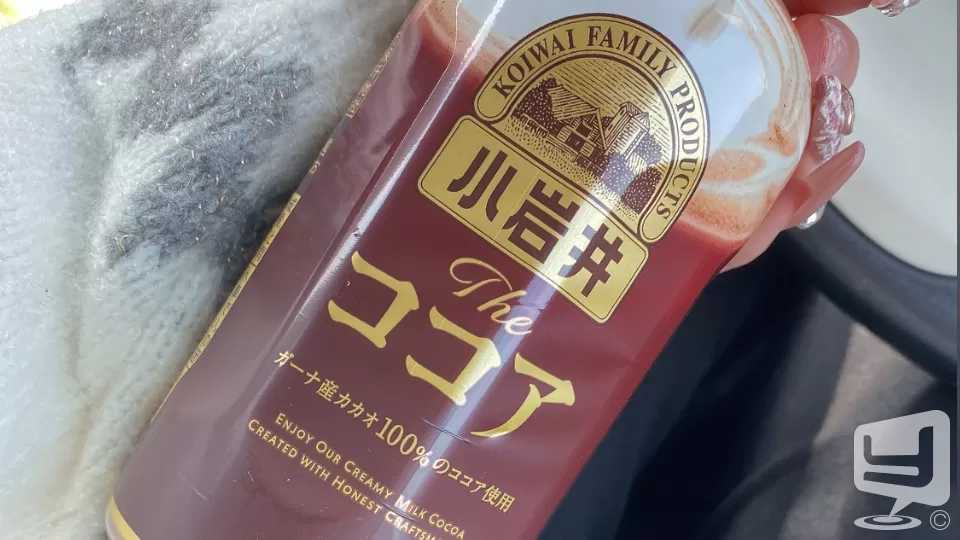 KOIWAI FAMILY PRODUCTS
小岩井
The
ココア
ガーナ産カカオ100%のココア使用
ENJOY OUR CREAMY MILK COCOA
CREATED WITH HONEST
©